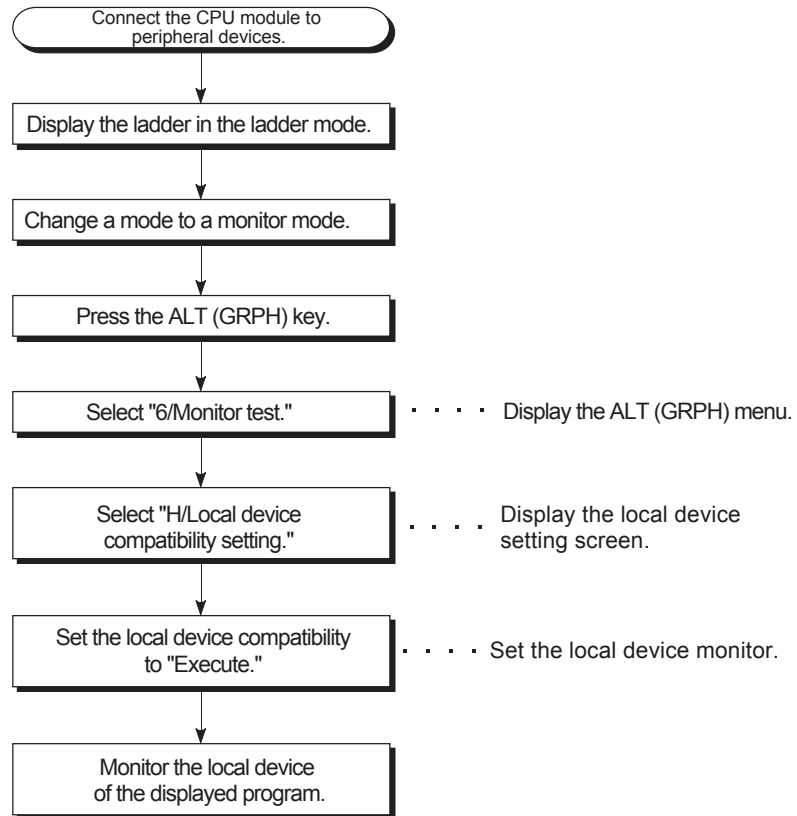 Connect the CPU module to
peripheral devices.
Display the ladder in the ladder mode.
Change a mode to a monitor mode.
Press the ALT (GRPH) key.
Select "6/Monitor test."
Display the ALT (GRPH) menu.
Select "H/Local device
compatibility setting."
Display the local device
setting screen.
Set the local device compatibility
to "Execute."
Set the local device monitor.
Monitor the local device
of the displayed program.